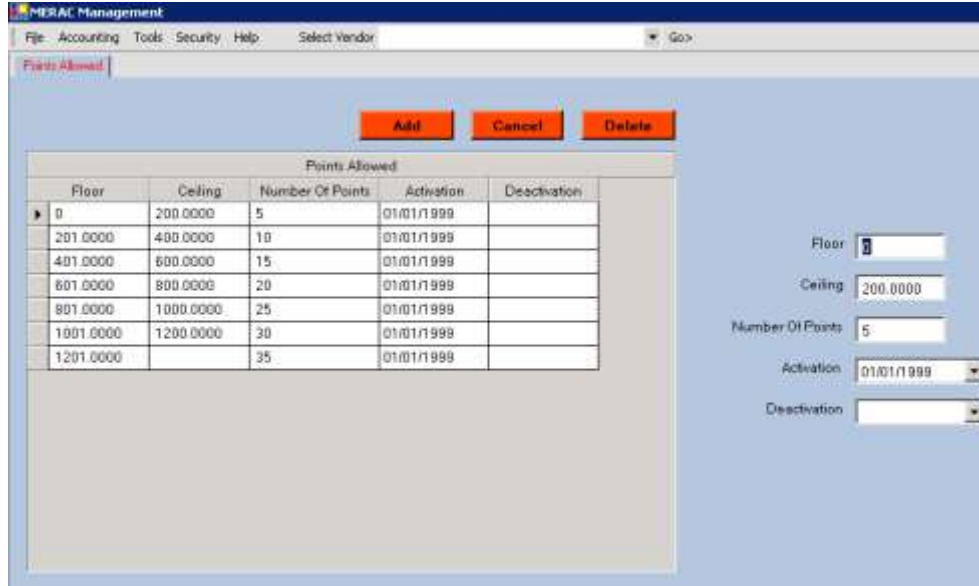 MERAC Management
File Accounting Tools Security Help Select Vendor Go>
Points Allowed
Add Cancel Delete
Points Allowed
Floor Ceiling Number Of Points Activation Deactivation
0 200.0000 5 01/01/1999
201.0000 400.0000 10 01/01/1999
401.0000 600.0000 15 01/01/1999
601.0000 800.0000 20 01/01/1999
801.0000 1000.0000 25 01/01/1999
1001.0000 1200.0000 30 01/01/1999
1201.0000 35 01/01/1999
Floor 0
Ceiling 200.0000
Number Of Points 5
Activation 01/01/1999
Deactivation